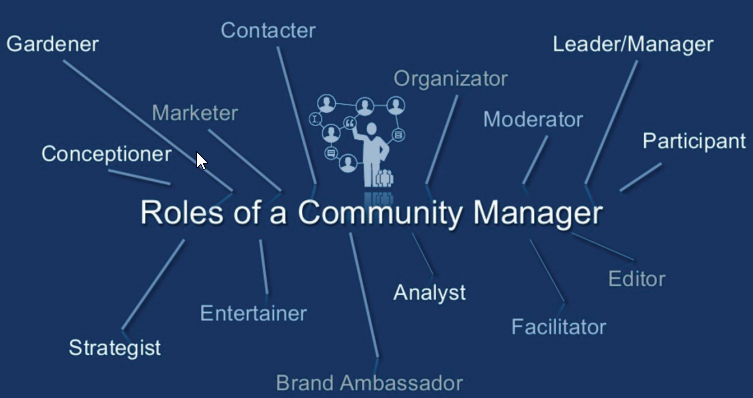 Contacter
Gardener
Leader/Manager
Organizator
Marketer
Moderator
Participant
Conceptioner
Roles of a Community Manager
Editor
Analyst
Entertainer
Facilitator
Strategist
Brand Ambassador